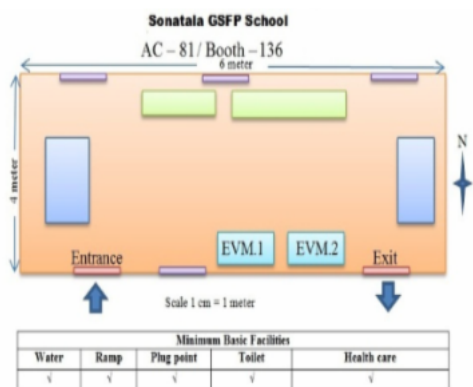 Sonatala GSFP School
AC – 81/ Booth -136
6 meter
4 meter
N
EVM.1 EVM.2
Entrance Exit
Scale 1 cm = 1 meter
Minimum Basic Facilities
Water Ramp Plug point Toilet Health care
√ √ √ √ √